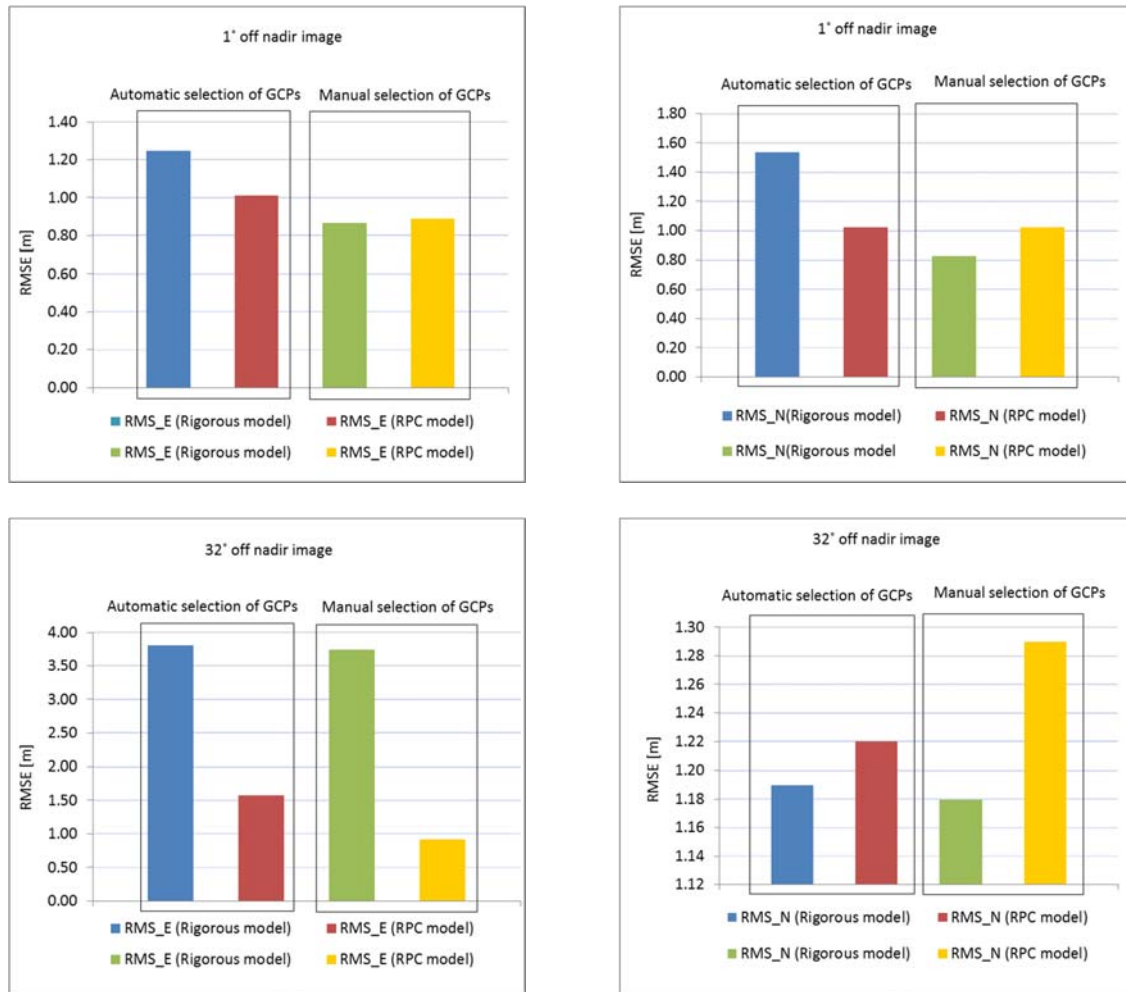 1° off nadir image
Automatic selection of GCPs Manual selection of GCPs
RMSE [m]
1.40
1.20
1.00
0.80
0.60
0.40
0.20
0.00
RMS_E (Rigorous model) RMS_E (RPC model)
RMS_E (Rigorous model) RMS_E (RPC model)
1° off nadir image
Automatic selection of GCPs Manual selection of GCPs
RMSE [m]
1.80
1.60
1.40
1.20
1.00
0.80
0.60
0.40
0.20
0.00
RMS_N(Rigorous model) RMS_N (RPC model)
RMS_N(Rigorous model RMS_N (RPC model)
32° off nadir image
Automatic selection of GCPs Manual selection of GCPs
RMSE [m]
4.00
3.50
3.00
2.50
2.00
1.50
1.00
0.50
0.00
RMS_E (Rigorous model) RMS_E (RPC model)
RMS_E (Rigorous model) RMS_E (RPC model)
32° off nadir image
Automatic selection of GCPs Manual selection of GCPs
RMSE [m]
1.30
1.28
1.26
1.24
1.22
1.20
1.18
1.16
1.14
1.12
RMS_N (Rigorous model) RMS_N (RPC model)
RMS_N (Rigorous model) RMS_N (RPC model)